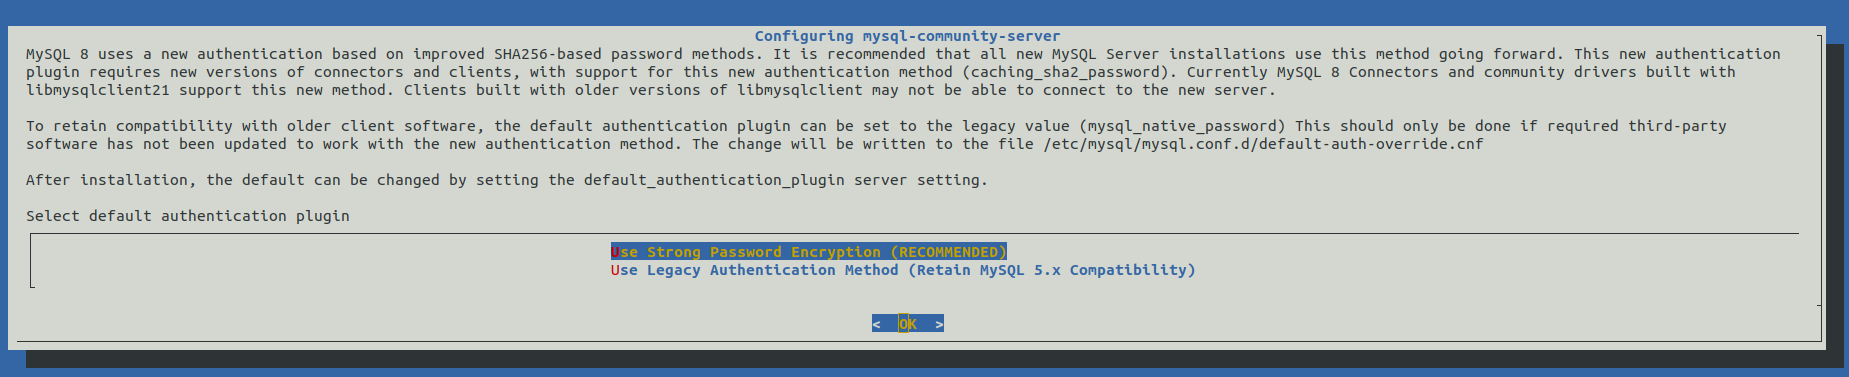 Configuring mysql-community-server
MySQL 8 uses a new authentication based on improved SHA256-based password methods. It is recommended that all new MySQL Server installations use this method going forward. This new authentication
plugin requires new versions of connectors and clients, with support for this new authentication method (caching_sha2_password). Currently MySQL 8 Connectors and community drivers built with
libmysqlclient21 support this new method. Clients built with older versions of libmysqlclient may not be able to connect to the new server.
To retain compatibility with older client software, the default authentication plugin can be set to the legacy value (mysql_native_password) This should only be done if required third-party
software has not been updated to work with the new authentication method. The change will be written to the file /etc/mysql/mysql.conf.d/default-auth-override.cnf
After installation, the default can be changed by setting the default_authentication_plugin server setting.
Select default authentication plugin
Use Strong Password Encryption (RECOMMENDED)
Use Legacy Authentication Method (Retain MySQL 5.x Compatibility)
< OK >